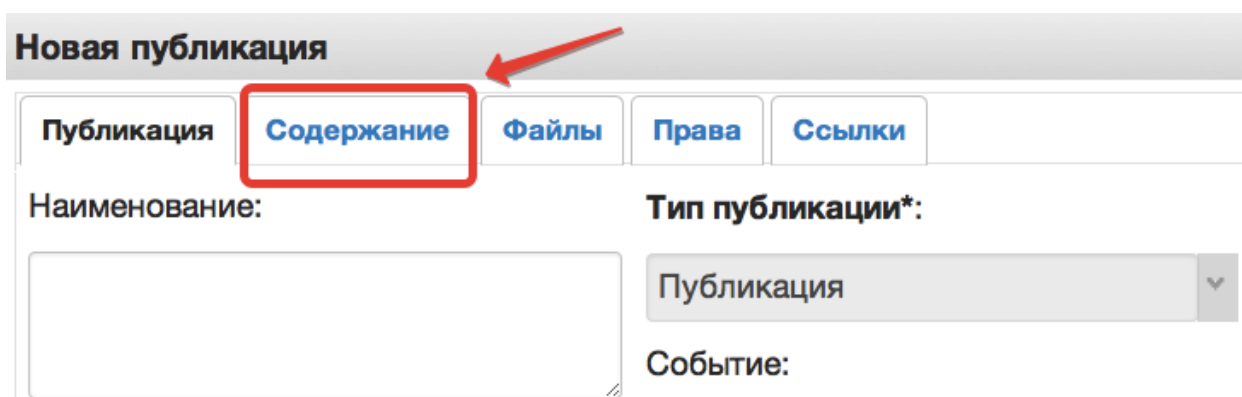 Новая публикация
Публикация Содержание Файлы Права Ссылки
Наименование: Тип публикации*:
Публикация
Событие: